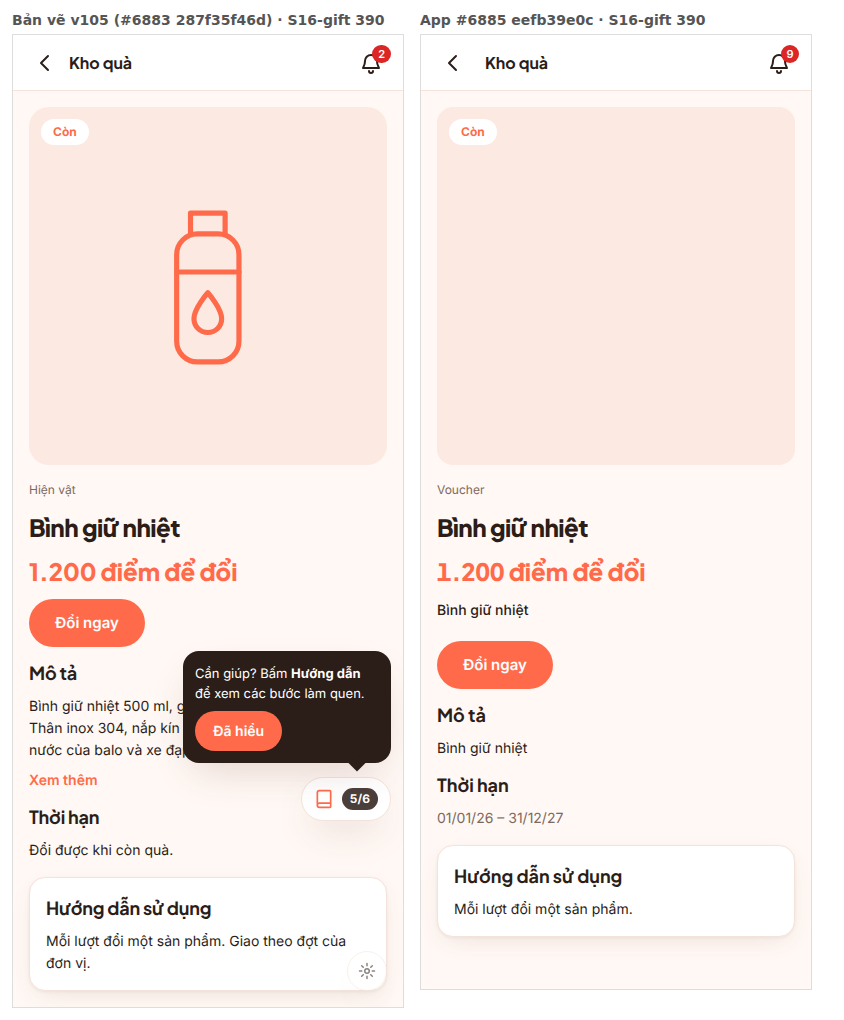 Bản vẽ v105 (#6883 287f35f46d) · S16-gift 390
Kho quà
2
Còn
Hiện vật
Bình giữ nhiệt
1.200 điểm để đổi
Đổi ngay
Mô tả
Bình giữ nhiệt 500 ml, g
Thân inox 304, nắp kín
nước của balo và xe đạ
Xem thêm
Cần giúp? Bấm Hướng dẫn
để xem các bước làm quen.
Đã hiểu
5/6
Thời hạn
Đổi được khi còn quà.
Hướng dẫn sử dụng
Mỗi lượt đổi một sản phẩm. Giao theo đợt của
đơn vị.
App #6885 eefb39e0c · S16-gift 390
Kho quà
9
Còn
Voucher
Bình giữ nhiệt
1.200 điểm để đổi
Bình giữ nhiệt
Đổi ngay
Mô tả
Bình giữ nhiệt
Thời hạn
01/01/26 – 31/12/27
Hướng dẫn sử dụng
Mỗi lượt đổi một sản phẩm.